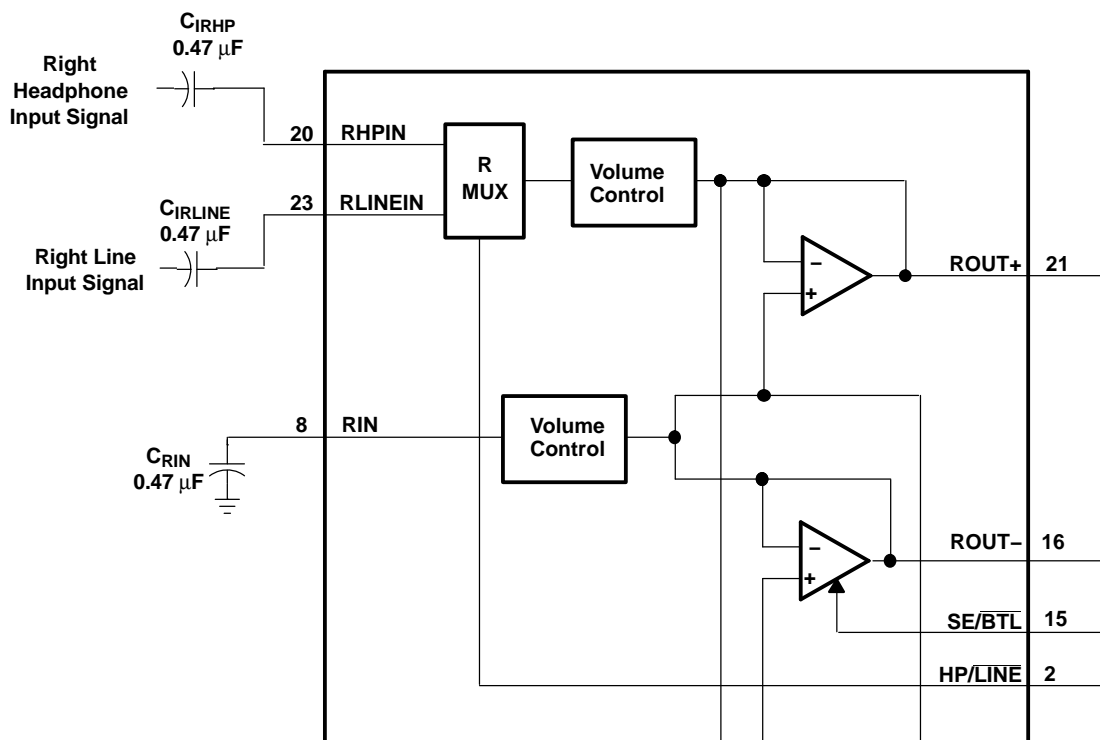 C_IRHP
0.47 μF
Right
Headphone
Input Signal
20
RHPIN
R
MUX
Volume
Control
C_IRLINE
0.47 μF
23
RLINEIN
Right Line
Input Signal
−
+
ROUT+
21
8
RIN
Volume
Control
C_RIN
0.47 μF
−
+
ROUT−
16
SE/B̅T̅L̅
15
HP/L̅I̅N̅E̅
2